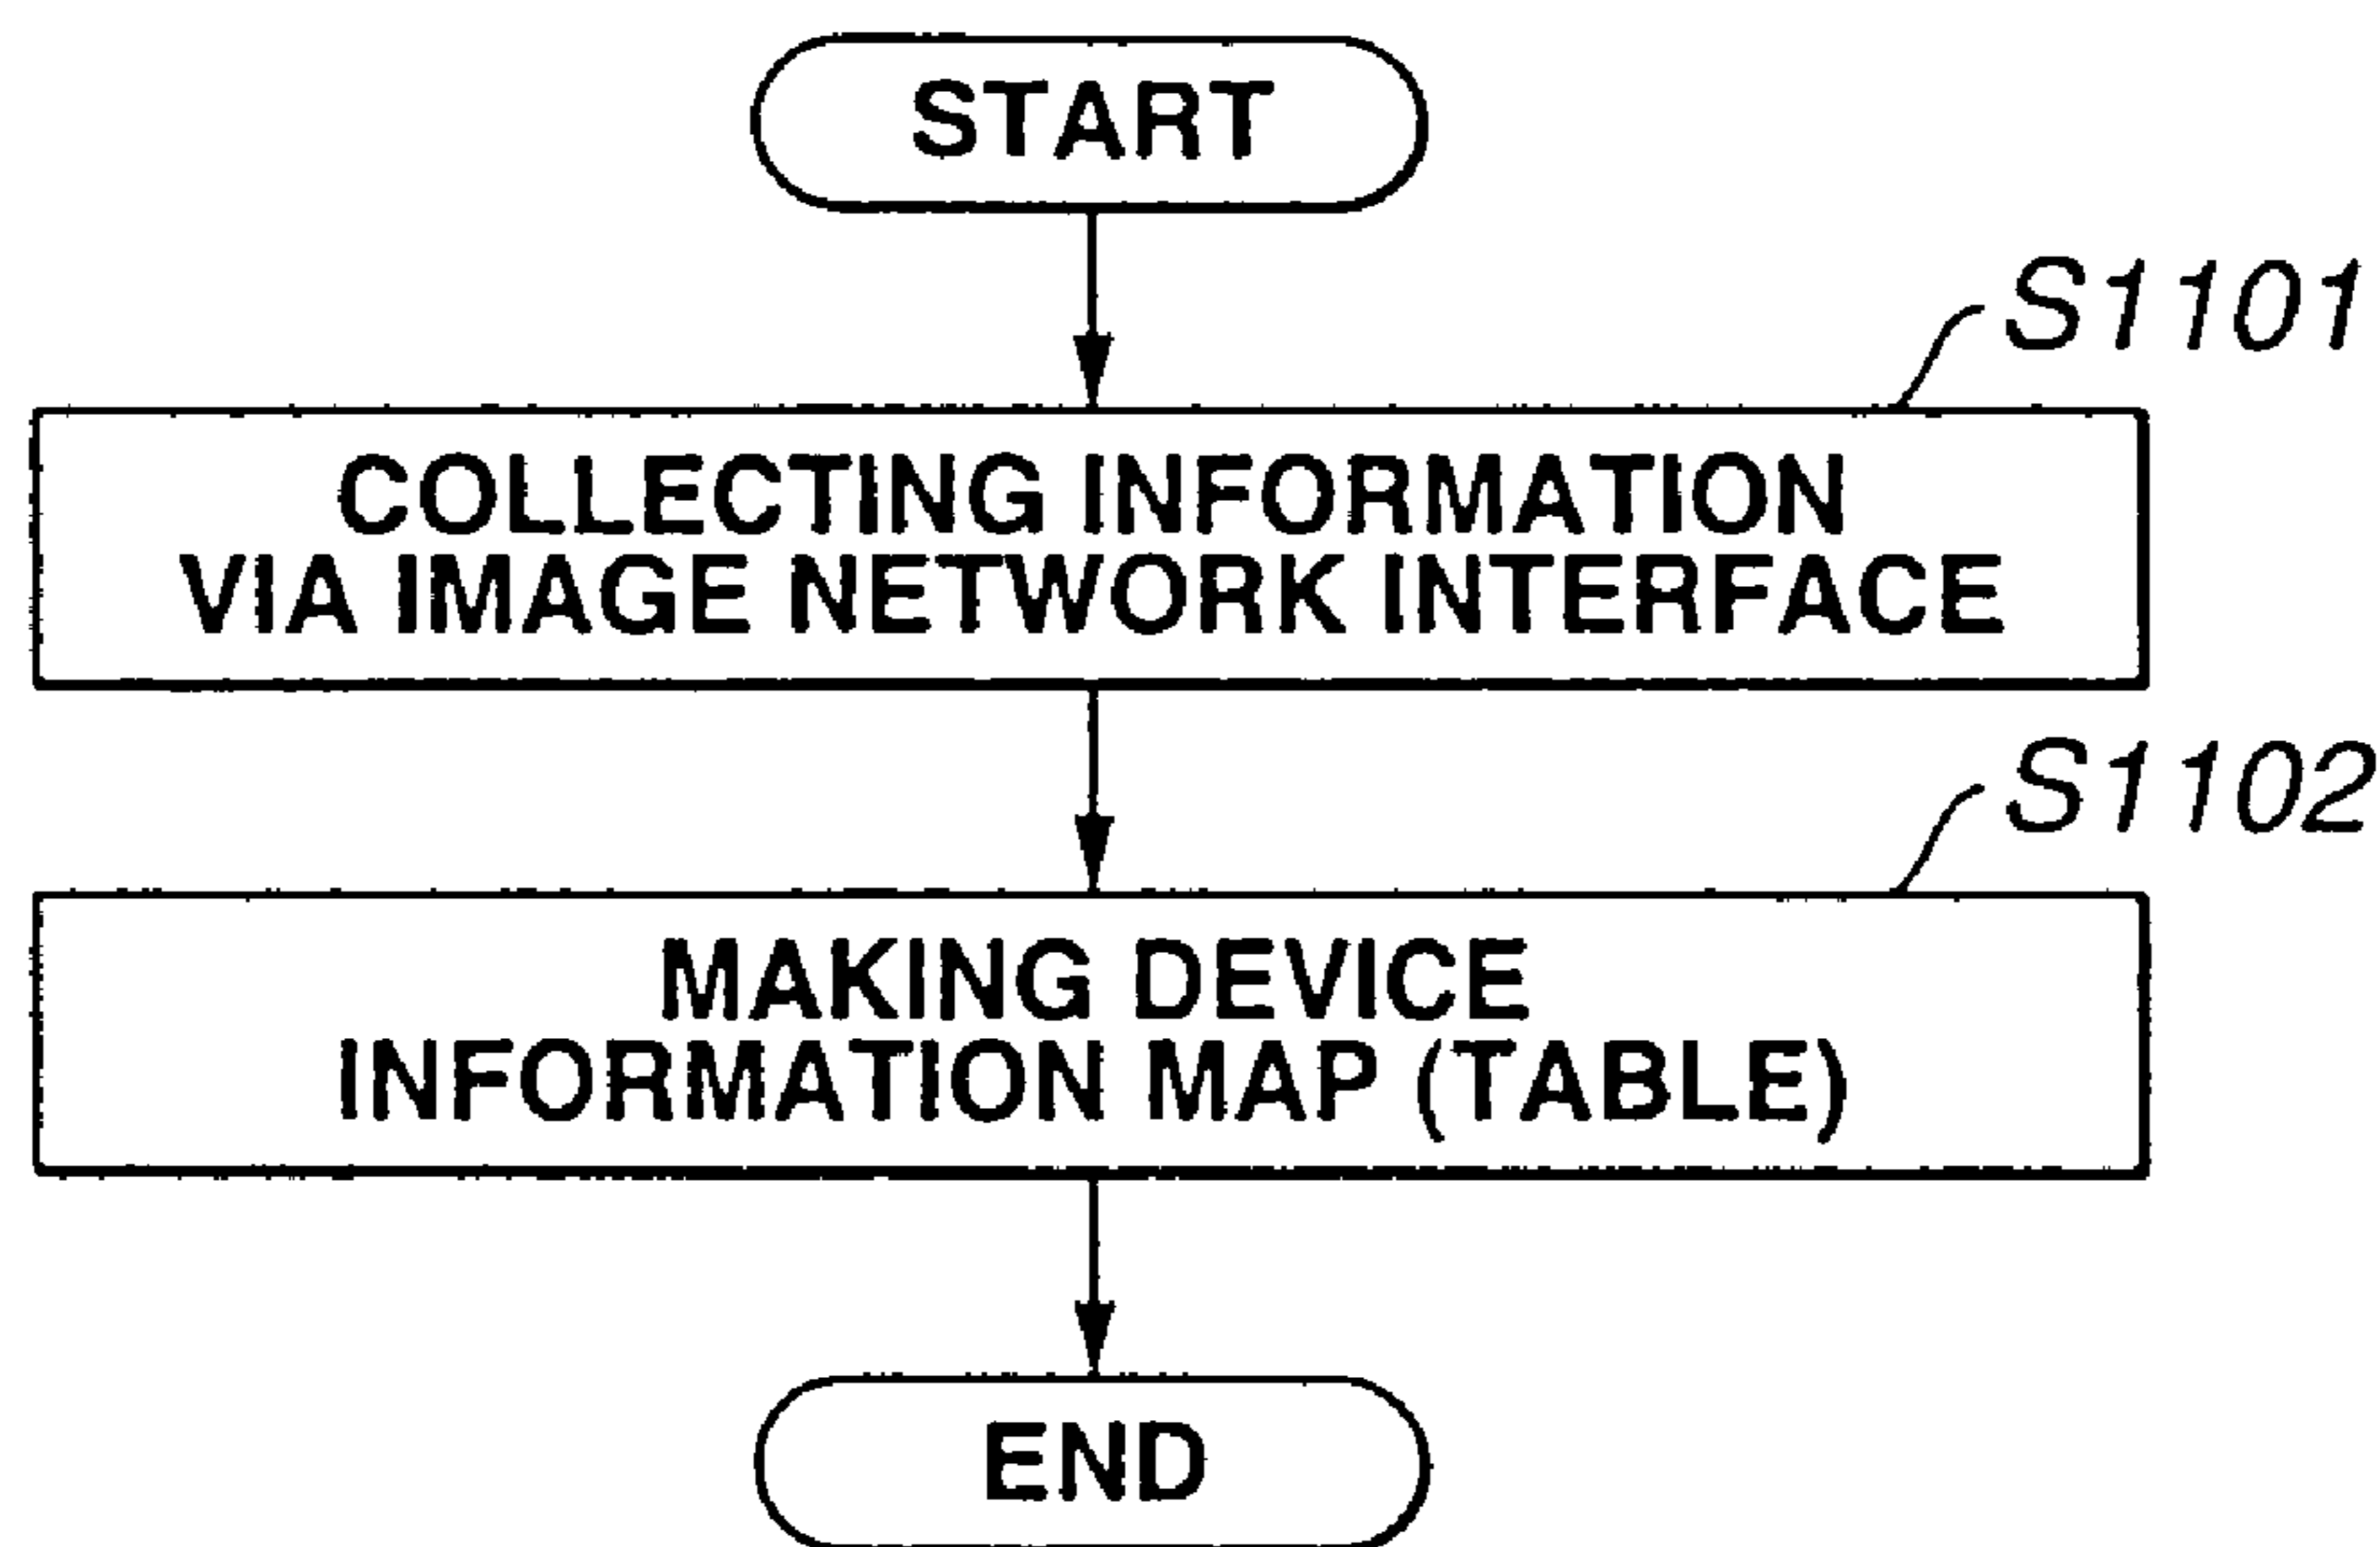 START
S1101
COLLECTING INFORMATION
VIA IMAGE NETWORK INTERFACE
S1102
MAKING DEVICE
INFORMATION MAP (TABLE)
END